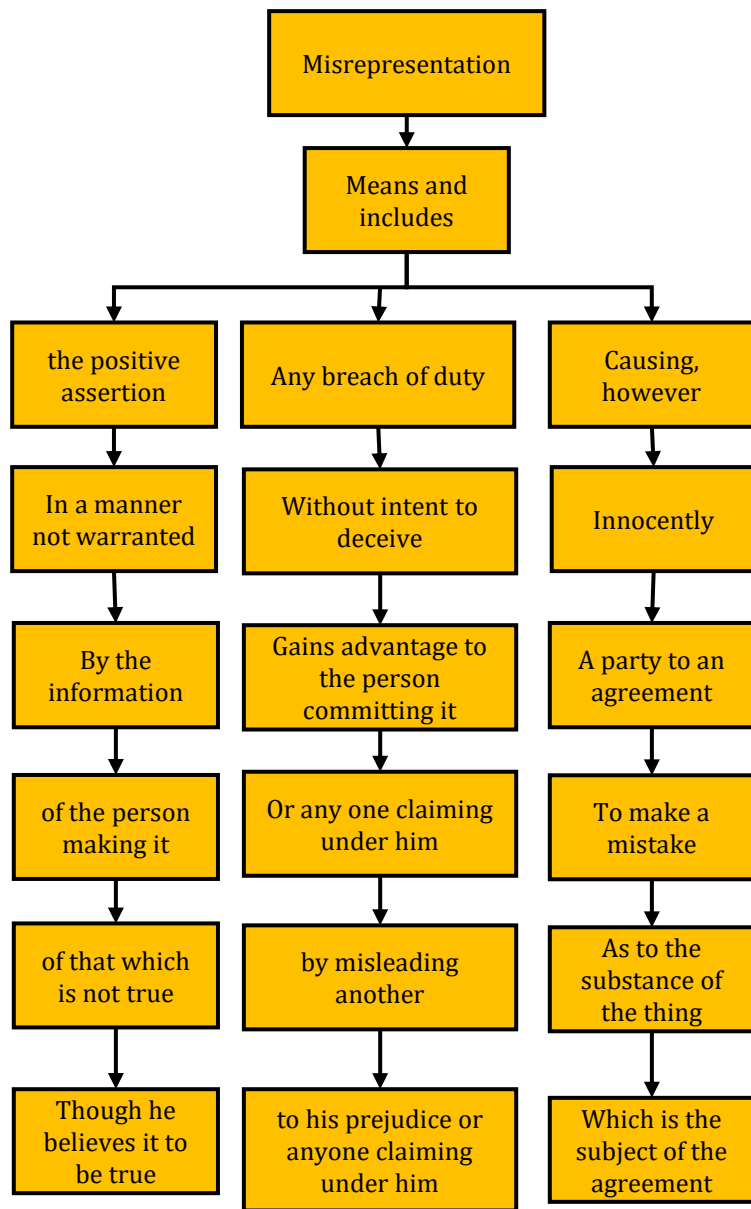 Misrepresentation
Means and
includes
the positive
assertion
In a manner
not warranted
By the
information
of the person
making it
of that which
is not true
Though he
believes it to
be true
Any breach of duty
Without intent to
deceive
Gains advantage to
the person
committing it
Or any one claiming
under him
by misleading
another
to his prejudice or
anyone claiming
under him
Causing,
however
Innocently
A party to an
agreement
To make a
mistake
As to the
substance of
the thing
Which is the
subject of the
agreement